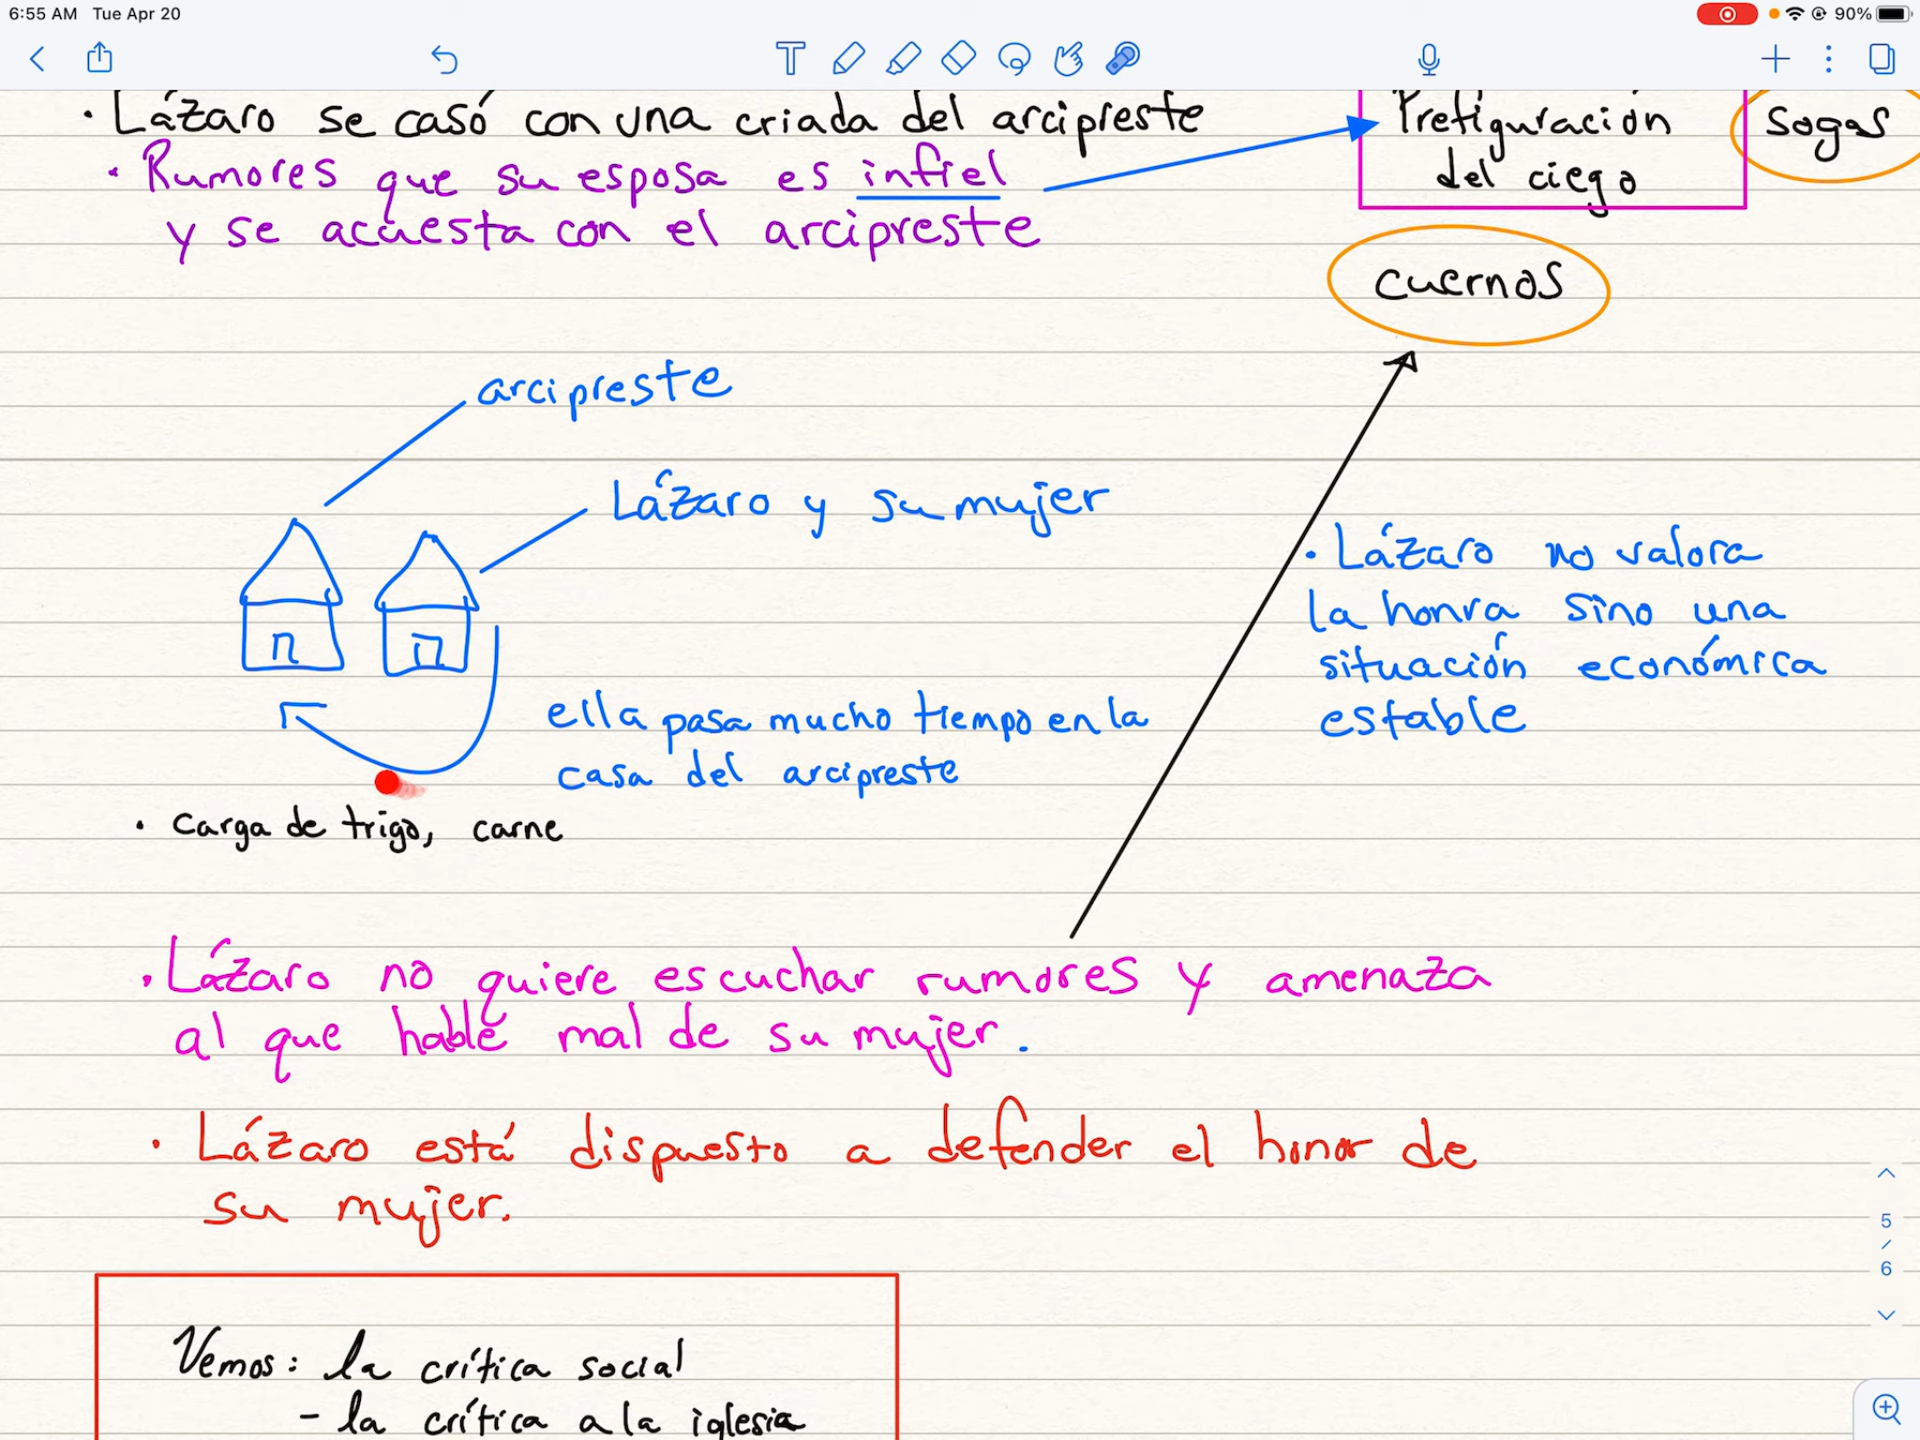 6:55 AM Tue Apr 20
90%
T
• Lázaro se casó con una criada del arcipreste
• Rumores que su esposa es infiel
y se acuesta con el arcipreste
Prefiguración
del ciego
sogas
cuernos
arcipreste
Lázaro y su mujer
• Lázaro no valora
la honra sino una
situación económica
estable
ella pasa mucho tiempo en la
casa del arcipreste
• Carga de trigo, carne
• Lázaro no quiere escuchar rumores y amenaza
al que hable mal de su mujer.
• Lázaro está dispuesto a defender el honor de
su mujer.
5
/
6
Vemos: la crítica social
- la crítica a la iglesia